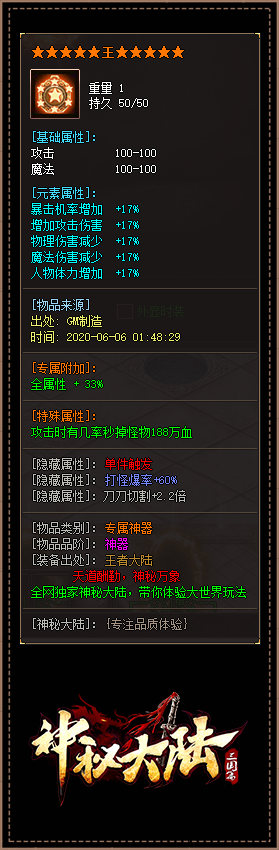 ★★★★★王★★★★★
重量 1
持久 50/50
[基础属性]:
攻击 100-100
魔法 100-100
[元素属性]:
暴击机率增加 +17%
增加攻击伤害 +17%
物理伤害减少 +17%
魔法伤害减少 +17%
人物体力增加 +17%
[物品来源]
出处: GM制造
时间: 2020-06-06 01:48:29
[专属附加]:
全属性 + 33%
[特殊属性]:
攻击时有几率秒掉怪物188万血
[隐藏属性]: 单件触发
[隐藏属性]: 打怪爆率+60%
[隐藏属性]: 刀刀切割+2.2倍
[物品类别]: 专属神器
[物品品阶]: 神器
[装备出处]: 王者大陆
天道酬勤，神秘万象
全网独家神秘大陆，带你体验大世界玩法
[神秘大陆]: {专注品质体验}
神秘大陆
三国篇